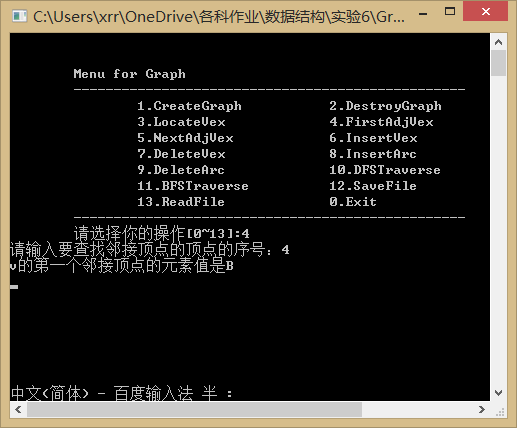 C:\Users\xrr\OneDrive\各科作业\数据结构\实验6\Gr...
Menu for Graph
1.CreateGraph 2.DestroyGraph
3.LocateVex 4.FirstAdjVex
5.NextAdjVex 6.InsertVex
7.DeleteVex 8.InsertArc
9.DeleteArc 10.DFSTraverse
11.BFSTraverse 12.SaveFile
13.ReadFile 0.Exit
请选择你的操作[0~13]:4
请输入要查找邻接顶点的顶点的序号：4
v的第一个邻接顶点的元素值是B
中文(简体) - 百度输入法 半 :